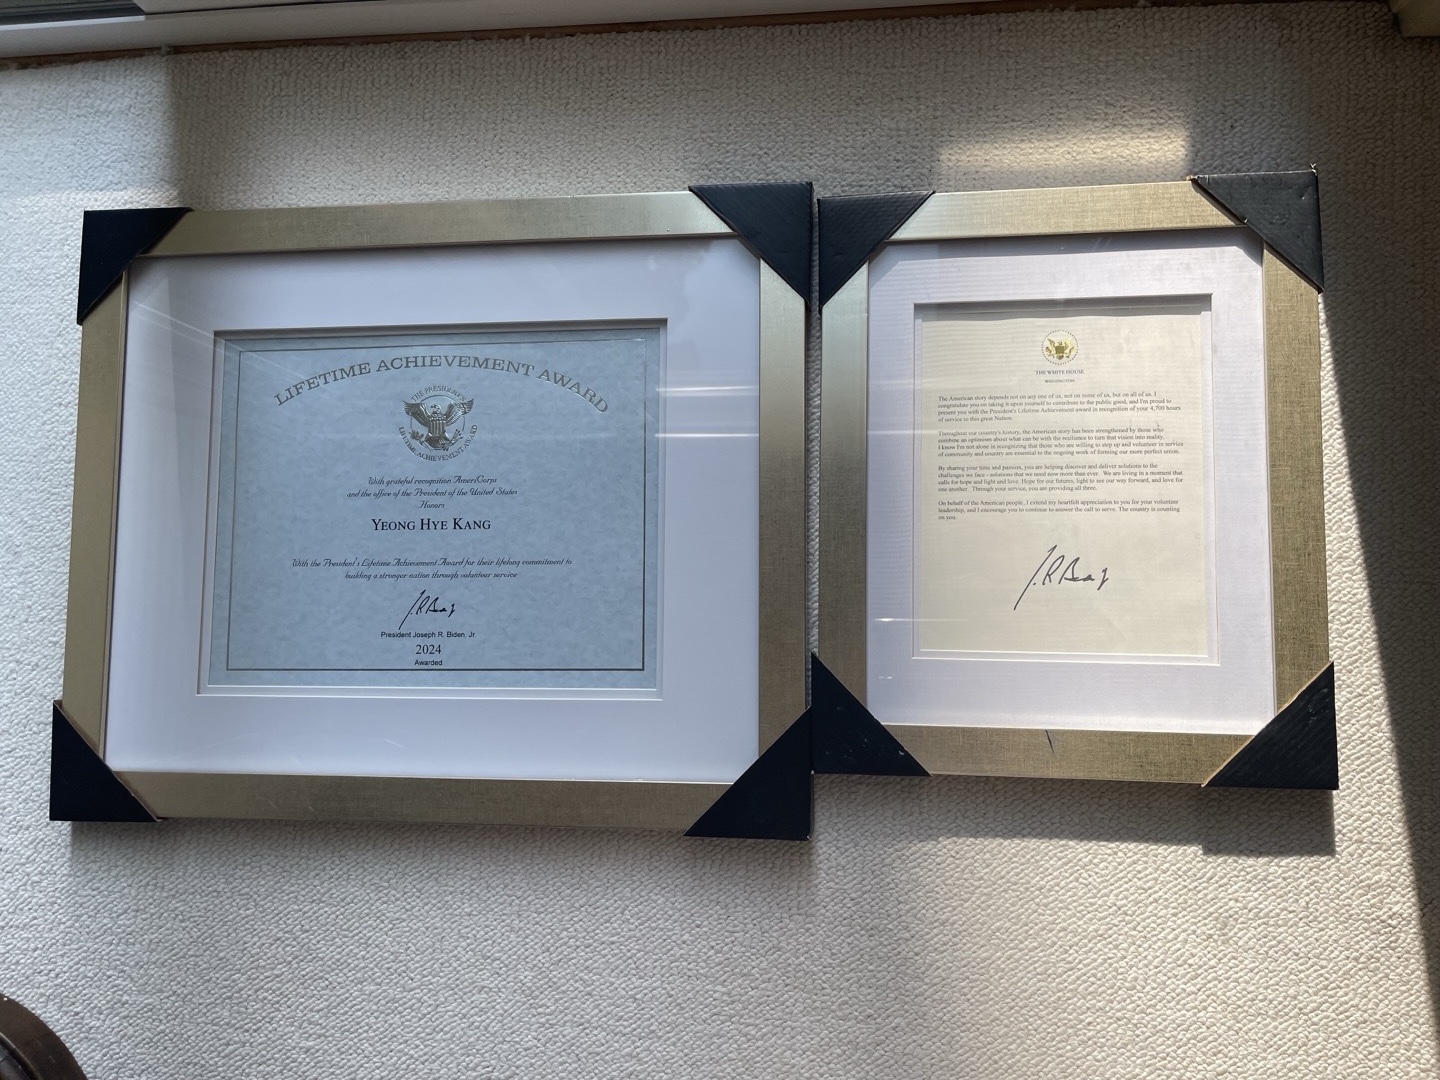 LIFETIME ACHIEVEMENT AWARD
THE PRESIDENT'S
LIFETIME ACHIEVEMENT AWARD
With grateful recognition AmeriCorps
and the office of the President of the United States
Honors
YEONG HYE KANG
With the President's Lifetime Achievement Award for their lifelong commitment to
building a stronger nation through volunteer service
President Joseph R. Biden, Jr.
2024
Awarded
THE WHITE HOUSE
WASHINGTON
The American story depends not on any one of us, not on some of us, but on all of us. I
congratulate you on taking it upon yourself to contribute to the public good, and I'm proud to
present you with the President's Lifetime Achievement award in recognition of your 4,700 hours
of service to this great Nation.
Throughout our country's history, the American story has been strengthened by those who
combine an optimism about what can be with the resilience to turn that vision into reality.
I know I'm not alone in recognizing that those who are willing to step up and volunteer in service
of community and country are essential to the ongoing work of forming our more perfect union.
By sharing your time and passion, you are helping discover and deliver solutions to the
challenges we face - solutions that we need now more than ever. We are living in a moment that
calls for hope and light and love. Hope for our futures, light to see our way forward, and love for
one another. Through your service, you are providing all three.
On behalf of the American people, I extend my heartfelt appreciation to you for your volunteer
leadership, and I encourage you to continue to answer the call to serve. The country is counting
on you.